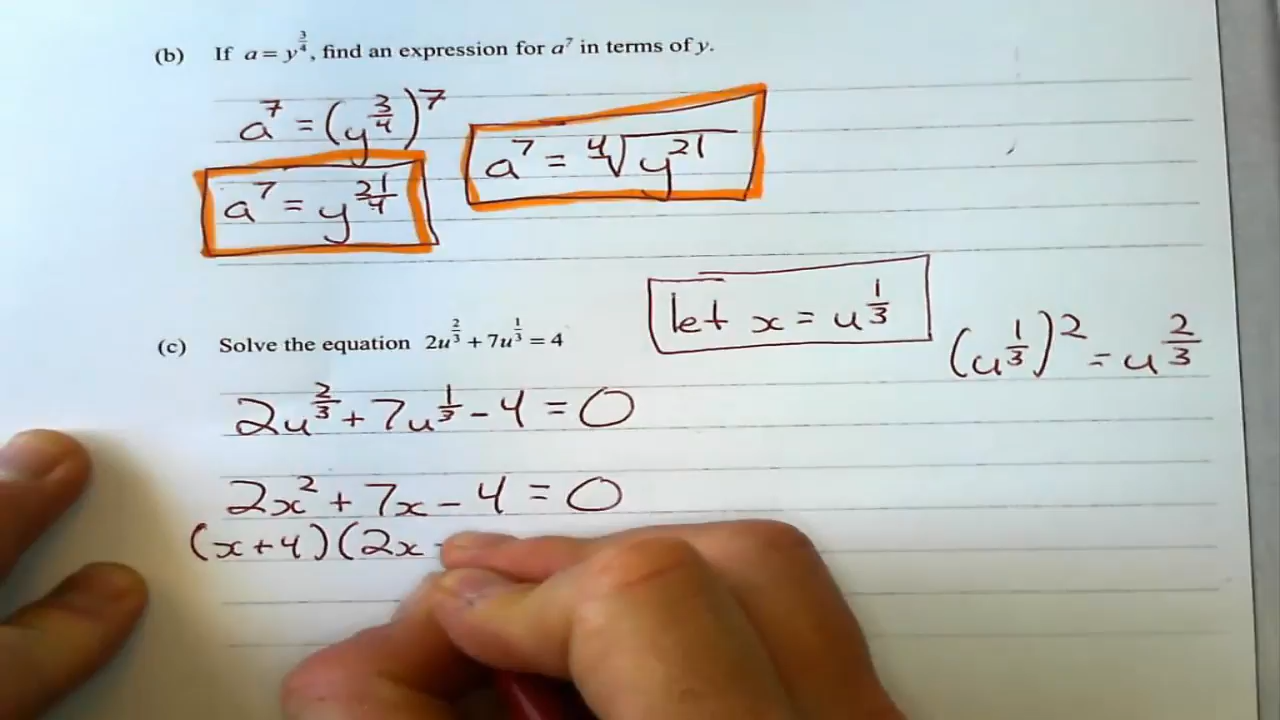 (b) If a = y^{3/4}, find an expression for a^7 in terms of y.
a^7 = (y^{3/4})^7
a^7 = y^{21/4}
a^7 = ∜(y^{21})
(c) Solve the equation 2u^{2/3} + 7u^{1/3} = 4
let x = u^{1/3}
(u^{1/3})^2 = u^{2/3}
2u^{2/3} + 7u^{1/3} - 4 = 0
2x^2 + 7x - 4 = 0
(x+4)(2x